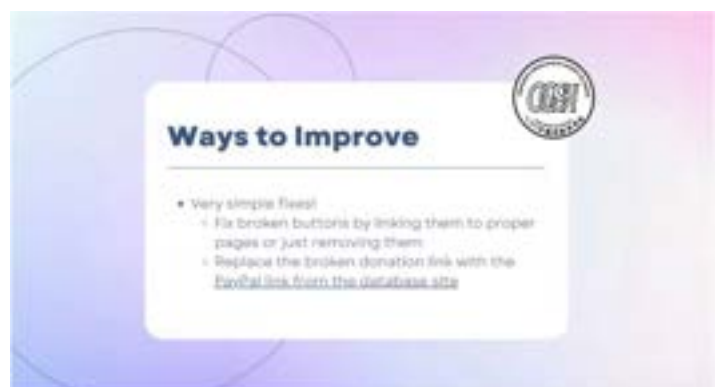 Ways to Improve
• Very simple fixes!
◦ Fix broken buttons by linking them to proper
pages or just removing them
◦ Replace the broken donation link with the
PayPal link from the database site